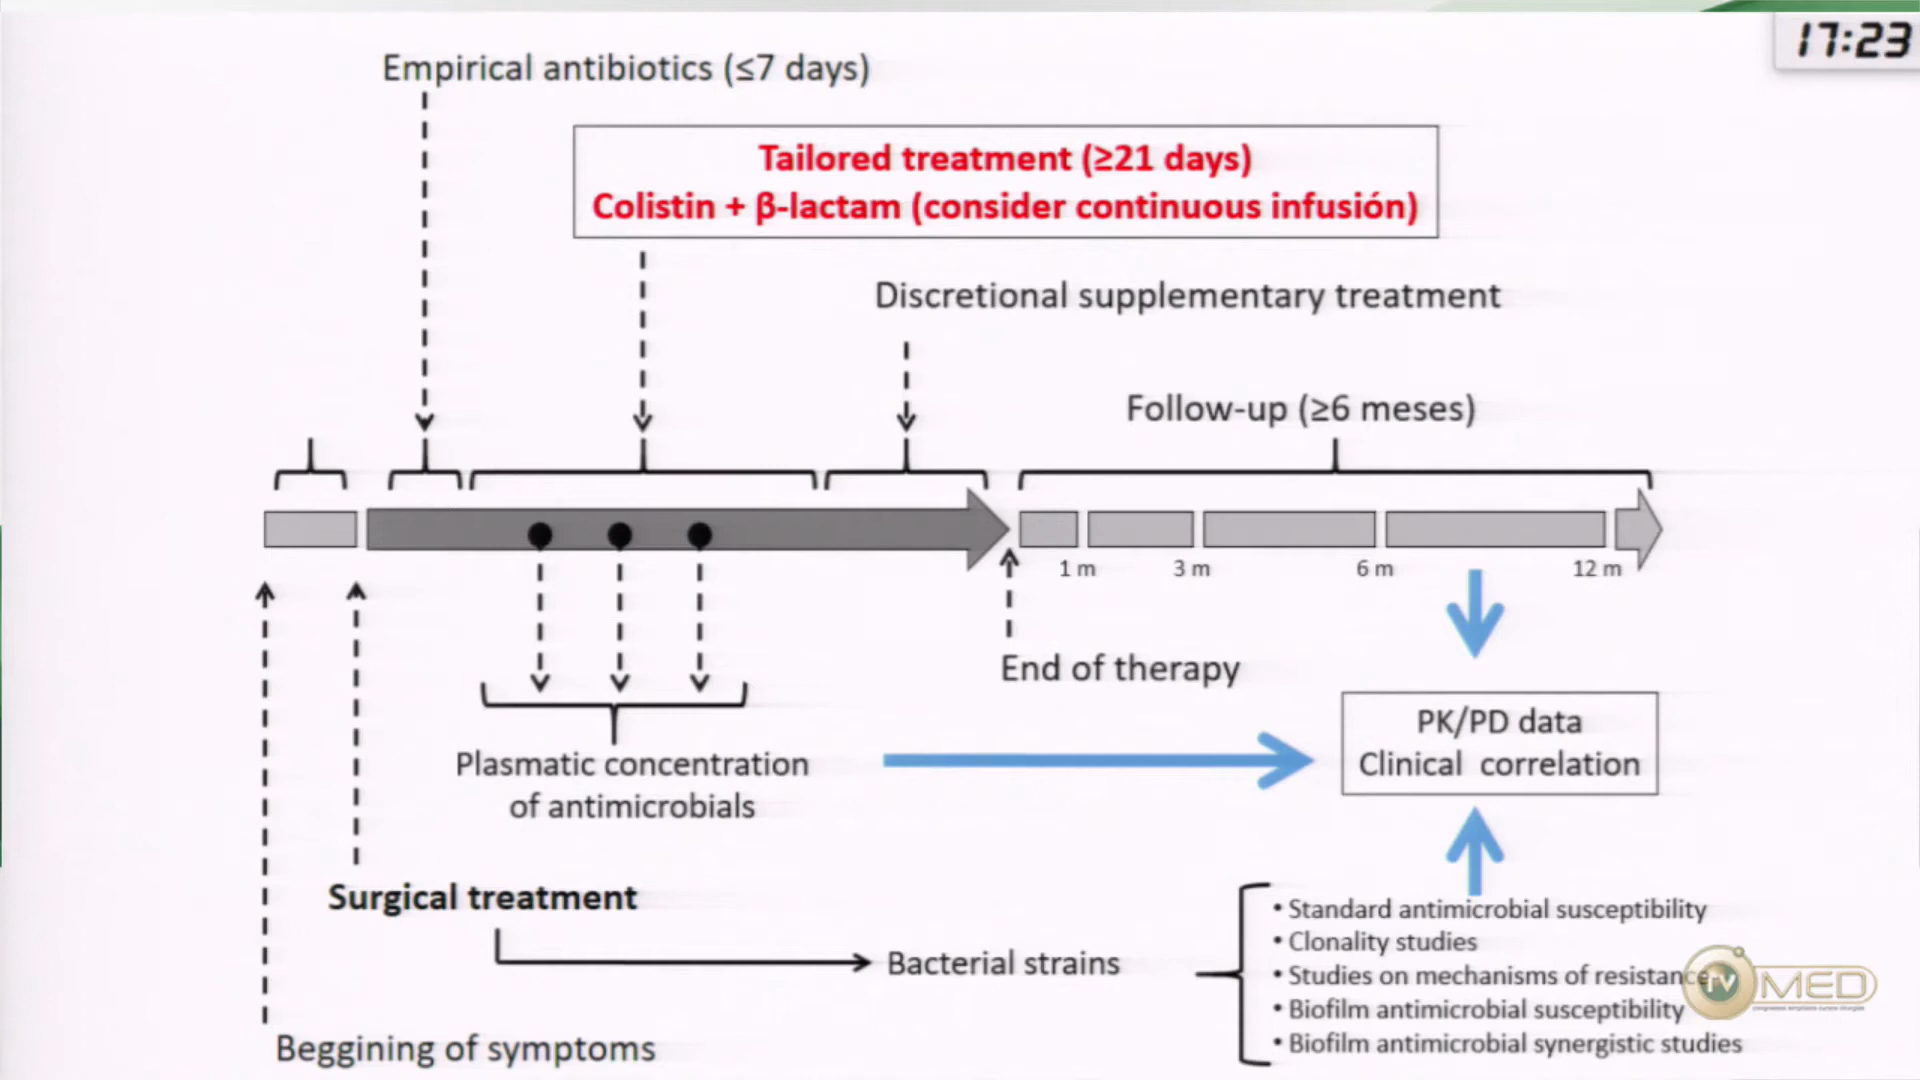 17:23
Empirical antibiotics (≤7 days)
Tailored treatment (≥21 days)
Colistin + β-lactam (consider continuous infusión)
Discretional supplementary treatment
Follow-up (≥6 meses)
1 m
3 m
6 m
12 m
End of therapy
PK/PD data
Clinical correlation
Plasmatic concentration
of antimicrobials
Surgical treatment
Bacterial strains
• Standard antimicrobial susceptibility
• Clonality studies
• Studies on mechanisms of resistance
• Biofilm antimicrobial susceptibility
• Biofilm antimicrobial synergistic studies
Beggining of symptoms
TV MED